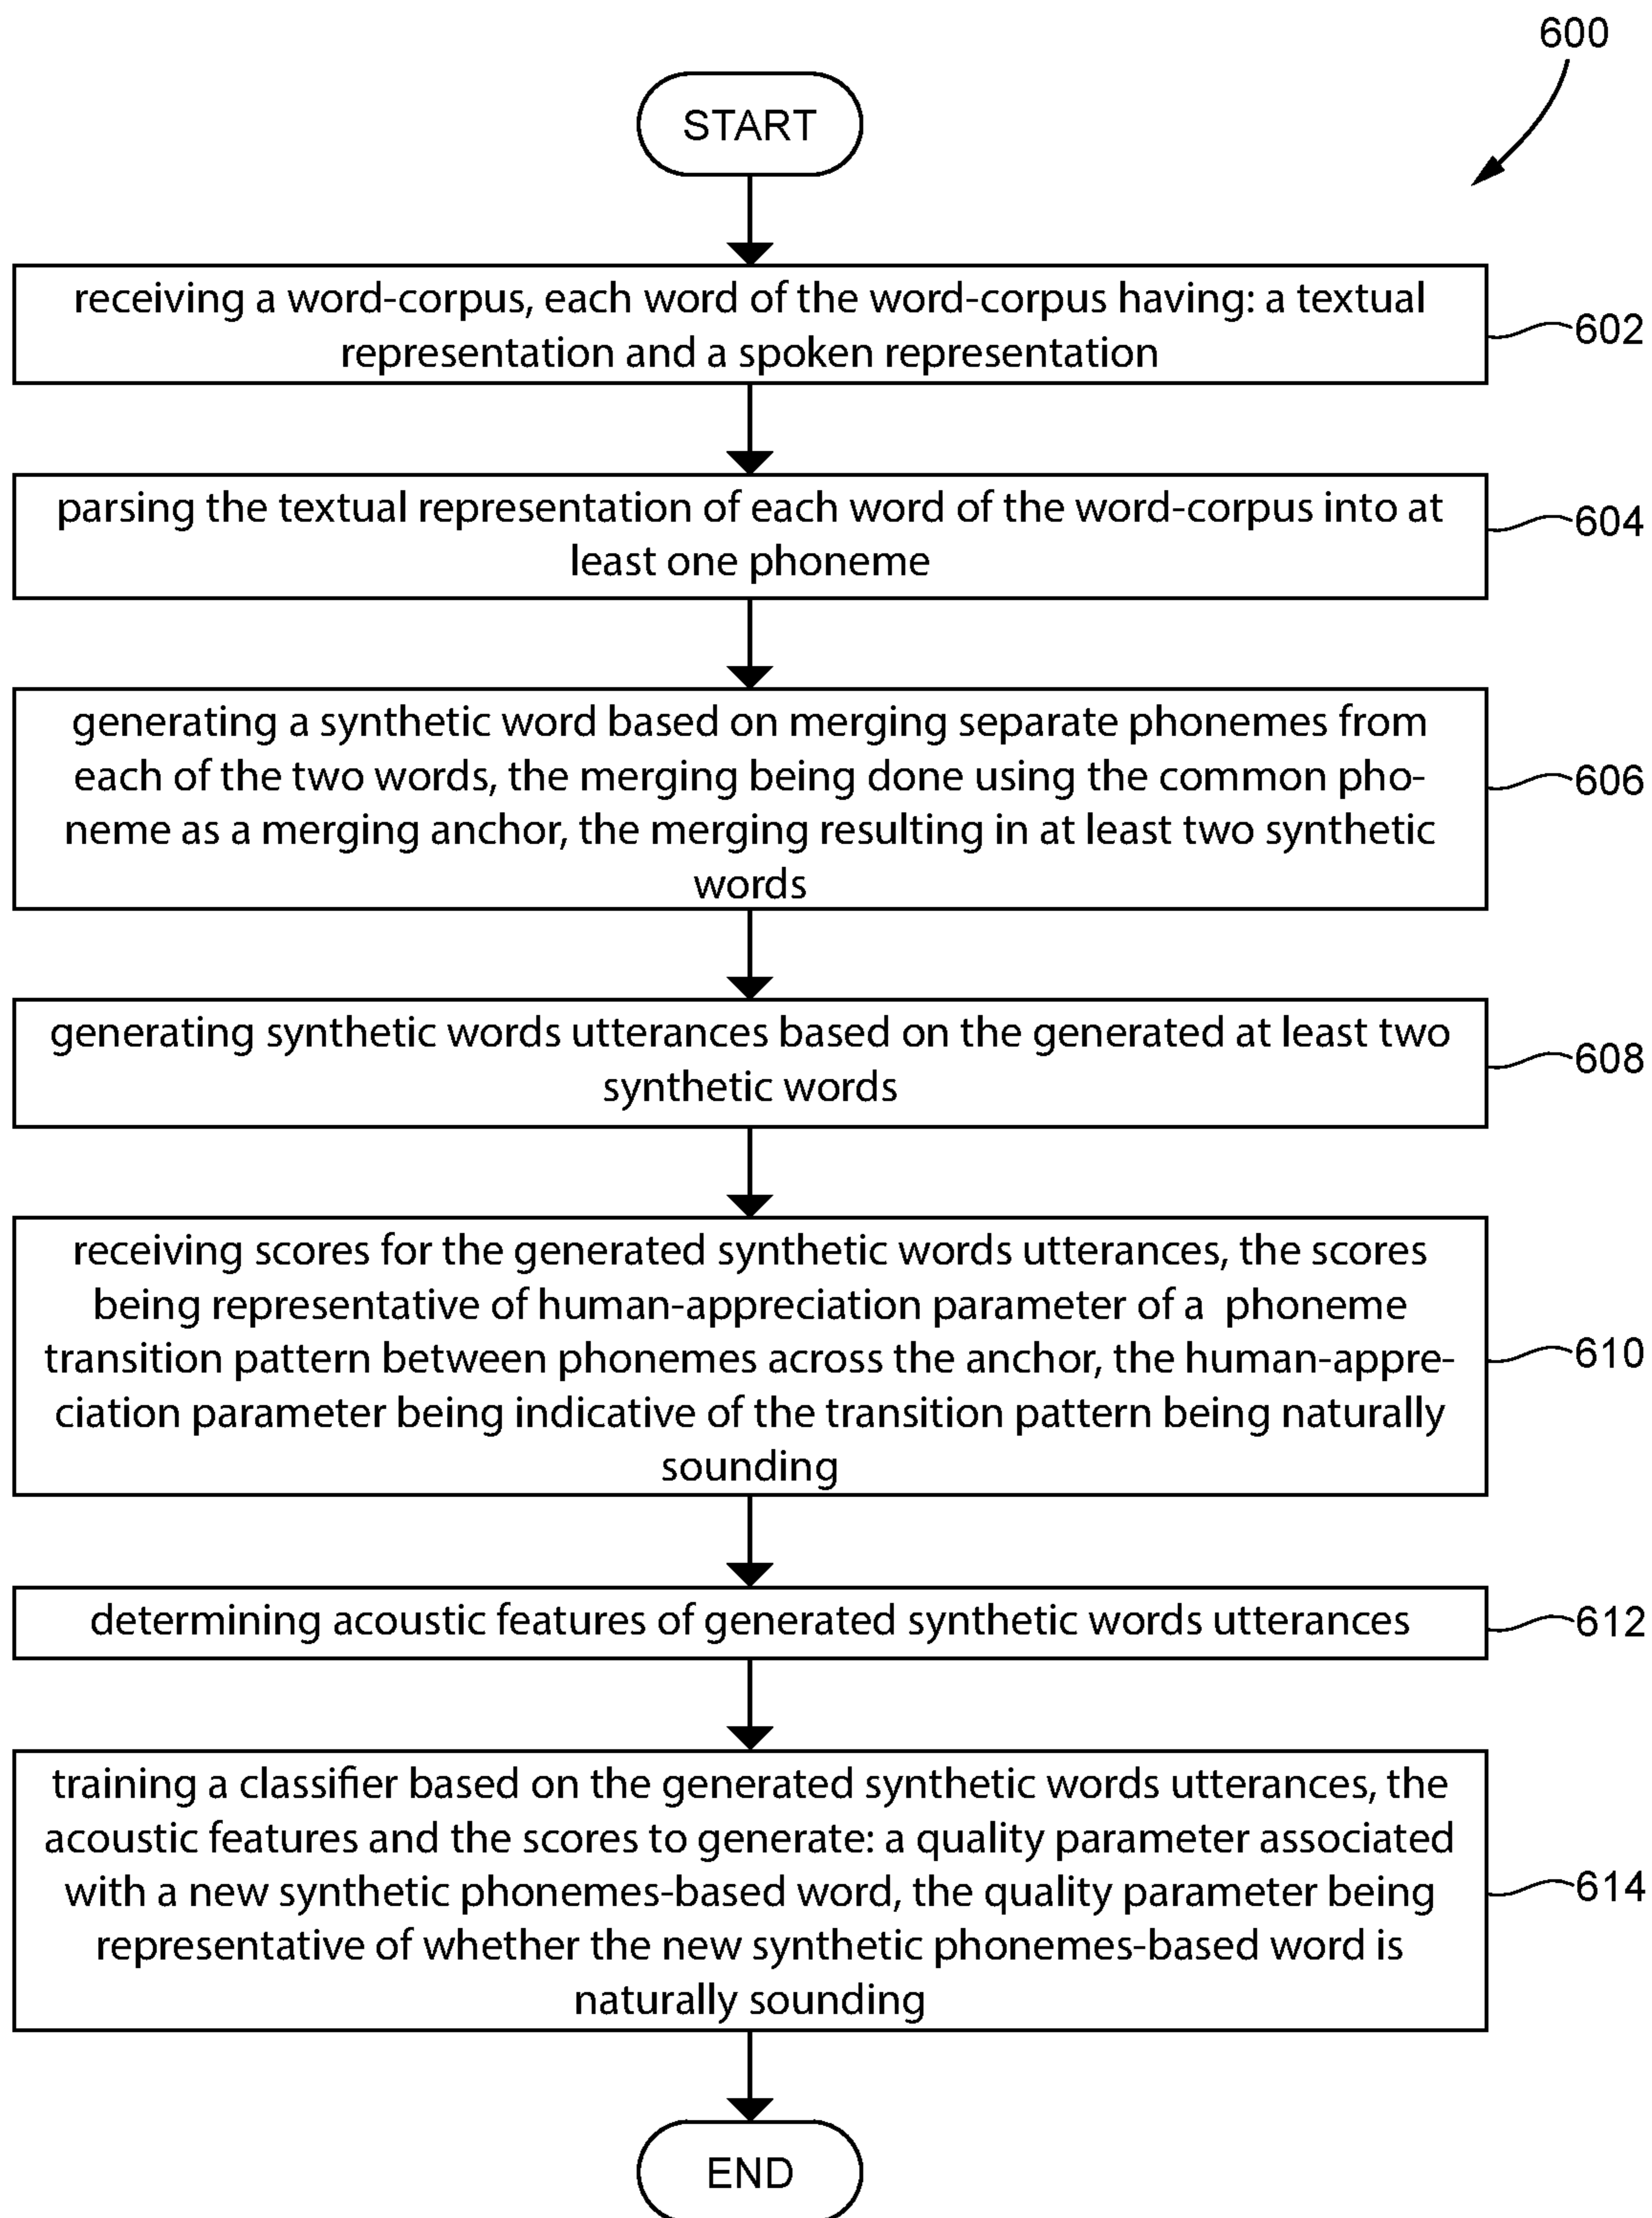 600
START
receiving a word-corpus, each word of the word-corpus having: a textual
representation and a spoken representation
602
parsing the textual representation of each word of the word-corpus into at
least one phoneme
604
generating a synthetic word based on merging separate phonemes from
each of the two words, the merging being done using the common pho-
neme as a merging anchor, the merging resulting in at least two synthetic
words
606
generating synthetic words utterances based on the generated at least two
synthetic words
608
receiving scores for the generated synthetic words utterances, the scores
being representative of human-appreciation parameter of a phoneme
transition pattern between phonemes across the anchor, the human-appre-
ciation parameter being indicative of the transition pattern being naturally
sounding
610
determining acoustic features of generated synthetic words utterances
612
training a classifier based on the generated synthetic words utterances, the
acoustic features and the scores to generate: a quality parameter associated
with a new synthetic phonemes-based word, the quality parameter being
representative of whether the new synthetic phonemes-based word is
naturally sounding
614
END